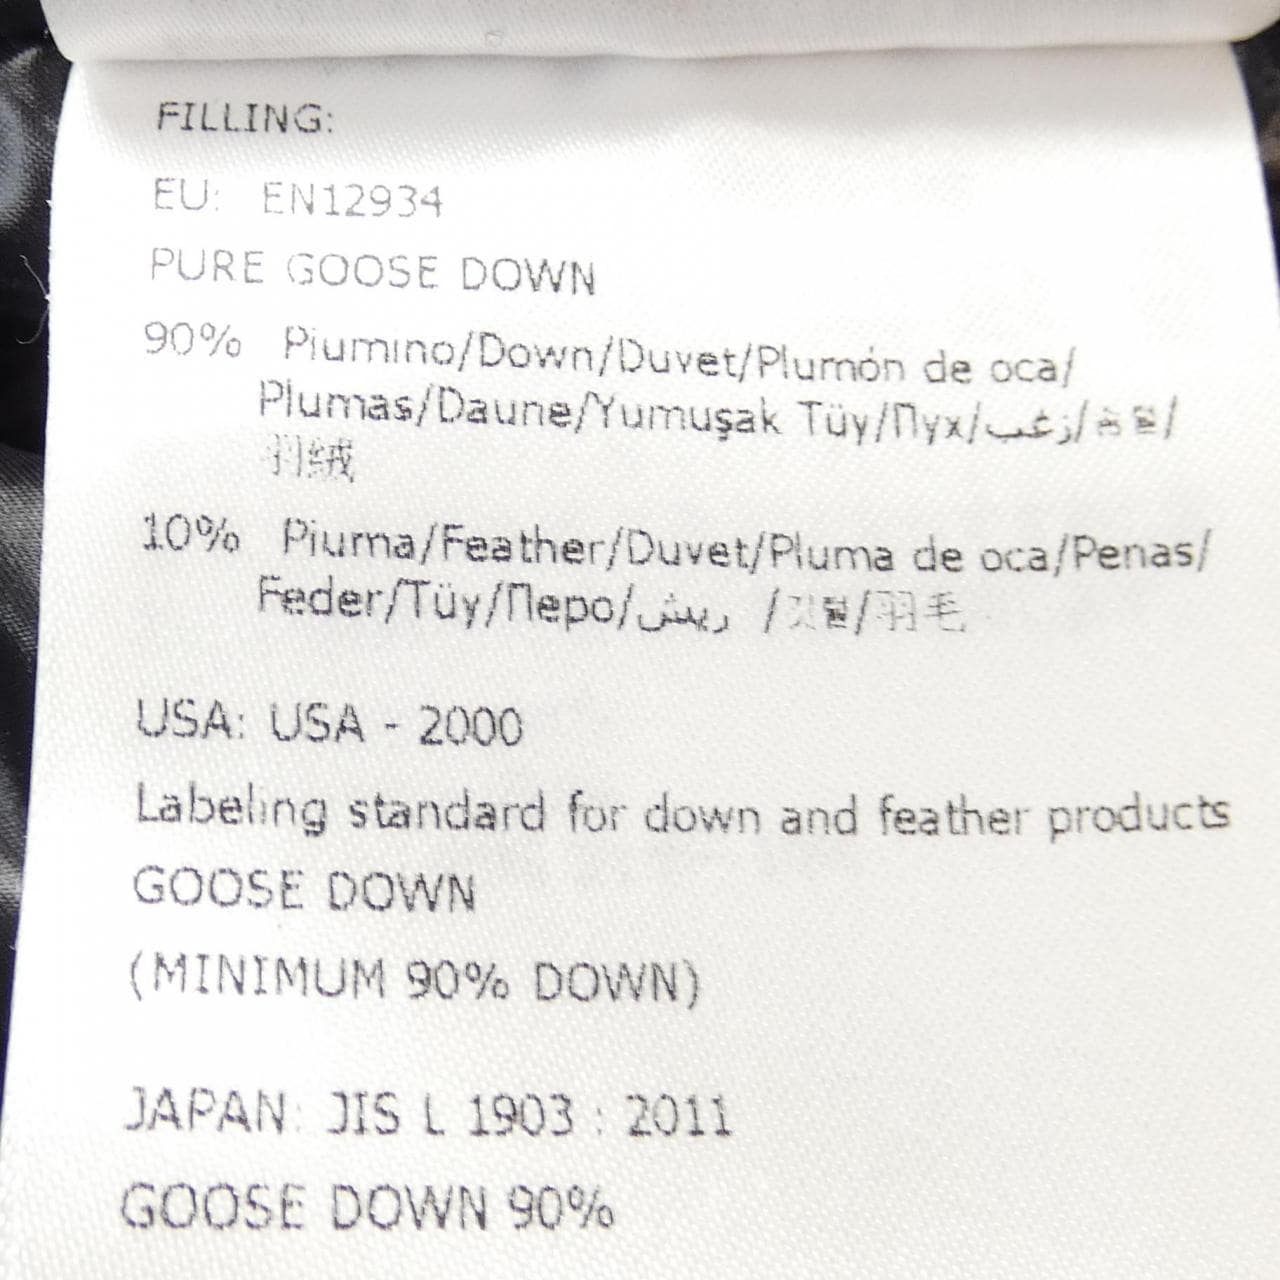 FILLING:
EU: EN12934
PURE GOOSE DOWN
90% Piumino/Down/Duvet/Plumón de oca/
Plumas/Daune/Yumuşak Tüy/Пух/زغب/솜털/
羽绒
10% Piuma/Feather/Duvet/Pluma de oca/Penas/
Feder/Tüy/Перо/ريش /깃털/羽毛
USA: USA - 2000
Labeling standard for down and feather products
GOOSE DOWN
(MINIMUM 90% DOWN)
JAPAN: JIS L 1903 : 2011
GOOSE DOWN 90%